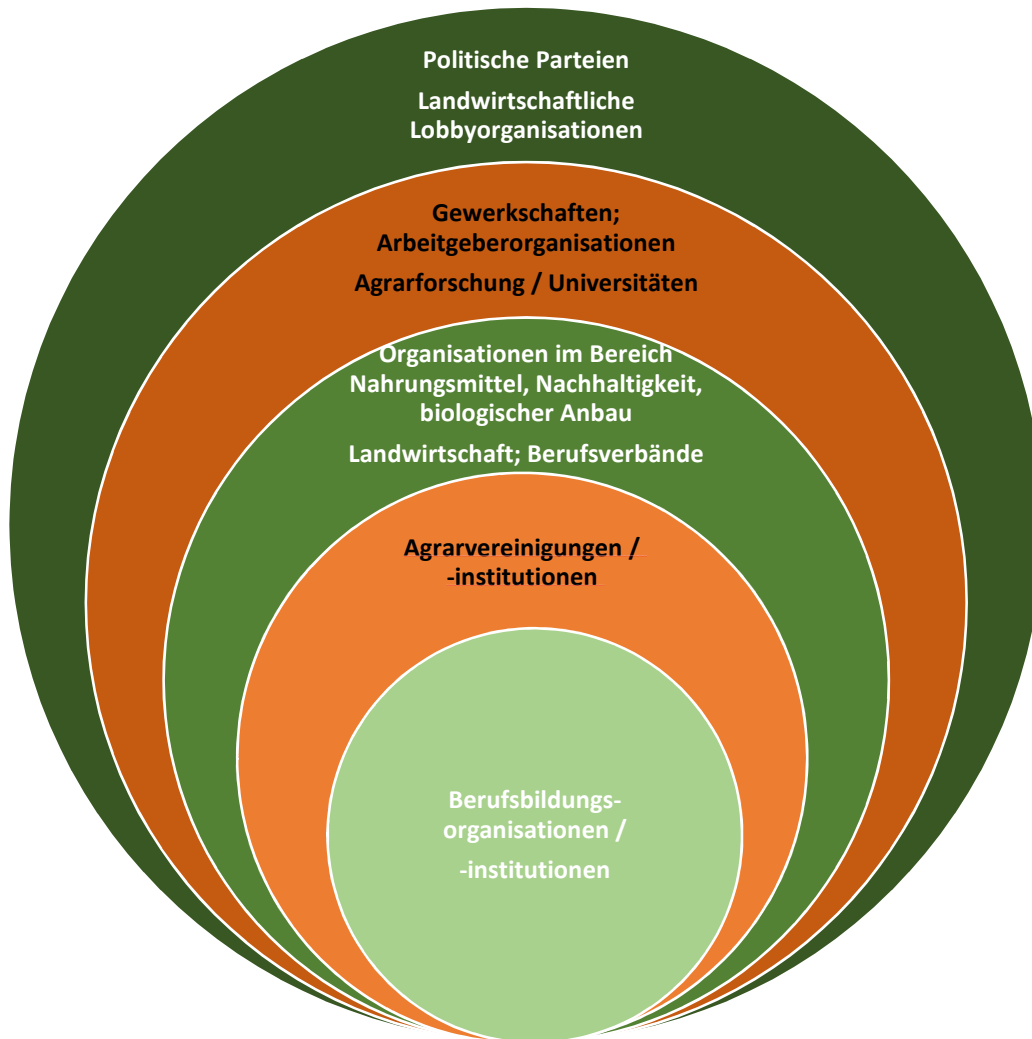 Politische Parteien
Landwirtschaftliche
Lobbyorganisationen
Gewerkschaften;
Arbeitgeberorganisationen
Agrarforschung / Universitäten
Organisationen im Bereich
Nahrungsmittel, Nachhaltigkeit,
biologischer Anbau
Landwirtschaft; Berufsverbände
Agrarvereinigungen /
-institutionen
Berufsbildungs-
organisationen /
-institutionen